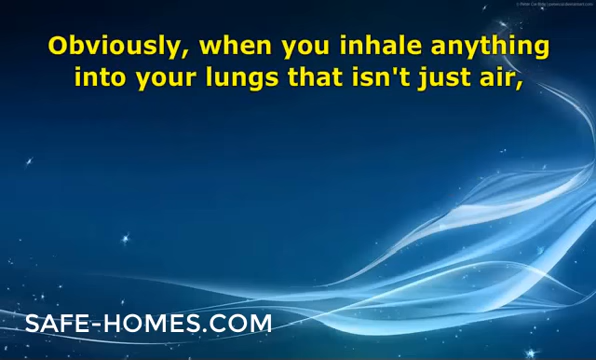 Obviously, when you inhale anything
into your lungs that isn't just air,
SAFE-HOMES.COM